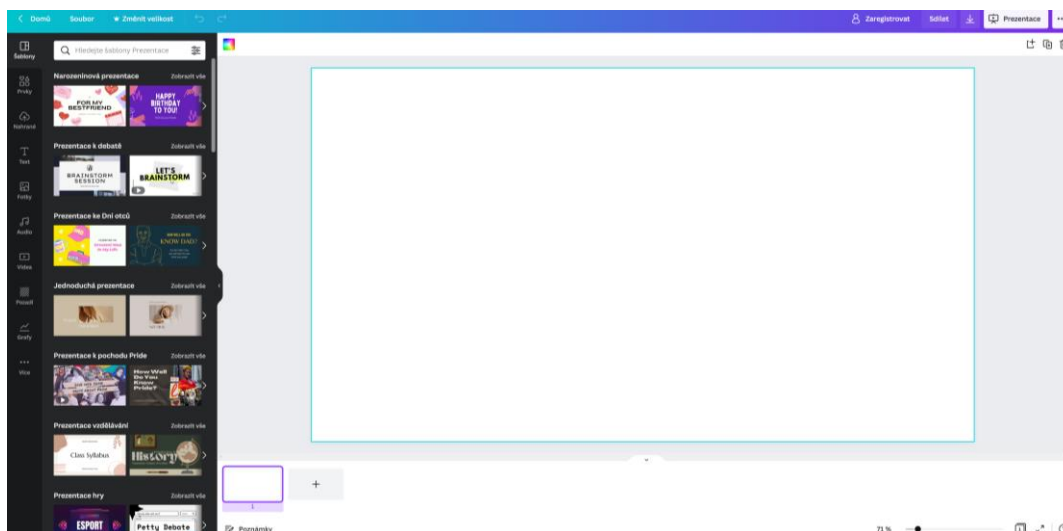 Domů Soubor Změnit velikost Zaregistrovat Sdílet Prezentace
Šablony
Prvky
Nahrané
Text
Fotky
Audio
Videa
Pozadí
Grafy
Více
Hledejte šablony Prezentace
Narozeninová prezentace Zobrazit vše
FOR MY
BESTFRIEND
HAPPY
BIRTHDAY
TO YOU!
Prezentace k debatě Zobrazit vše
BRAINSTORM
SESSION
LET'S
BRAINSTORM
Prezentace ke Dni otců Zobrazit vše
KNOW DAD?
Jednoduchá prezentace Zobrazit vše
Prezentace k pochodu Pride Zobrazit vše
How Well
Do You
Know
Pride?
Prezentace vzdělávání Zobrazit vše
Class Syllabus
History
Prezentace hry Zobrazit vše
ESPORT
Petty Debate
1
Poznámky
71 %
1